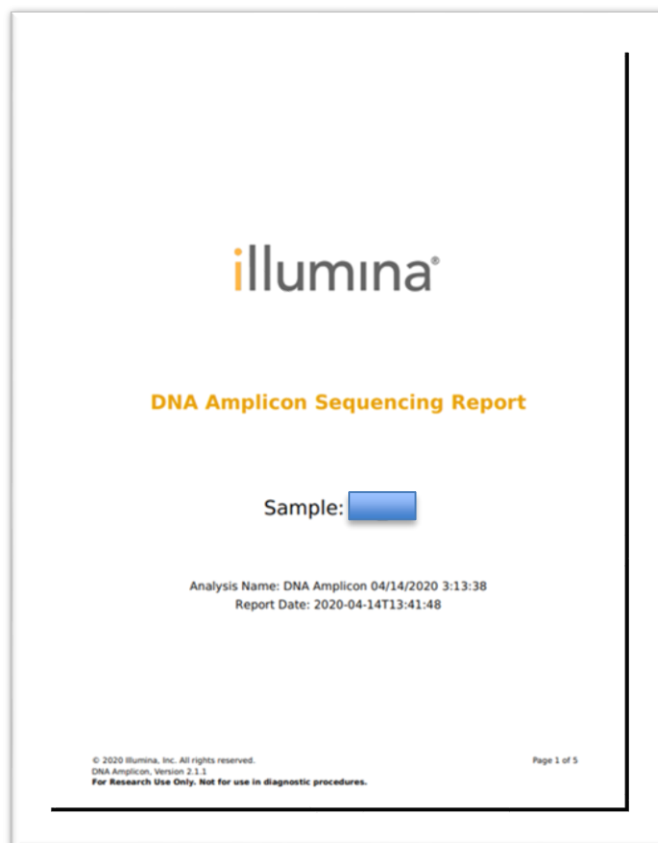 illumina®
DNA Amplicon Sequencing Report
Sample:
Analysis Name: DNA Amplicon 04/14/2020 3:13:38
Report Date: 2020-04-14T13:41:48
© 2020 Illumina, Inc. All rights reserved.
Page 1 of 5
DNA Amplicon, Version 2.1.1
For Research Use Only. Not for use in diagnostic procedures.